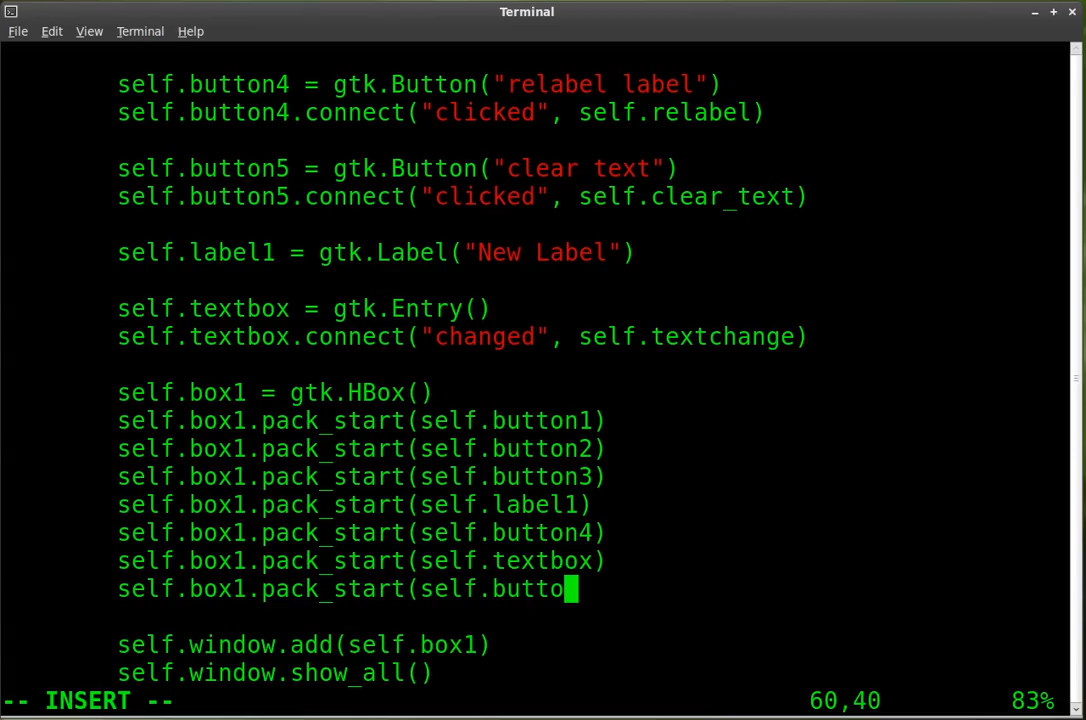 Terminal
File Edit View Terminal Help
self.button4 = gtk.Button("relabel label")
self.button4.connect("clicked", self.relabel)
self.button5 = gtk.Button("clear text")
self.button5.connect("clicked", self.clear_text)
self.label1 = gtk.Label("New Label")
self.textbox = gtk.Entry()
self.textbox.connect("changed", self.textchange)
self.box1 = gtk.HBox()
self.box1.pack_start(self.button1)
self.box1.pack_start(self.button2)
self.box1.pack_start(self.button3)
self.box1.pack_start(self.label1)
self.box1.pack_start(self.button4)
self.box1.pack_start(self.textbox)
self.box1.pack_start(self.butto
self.window.add(self.box1)
self.window.show_all()
-- INSERT -- 60,40 83%